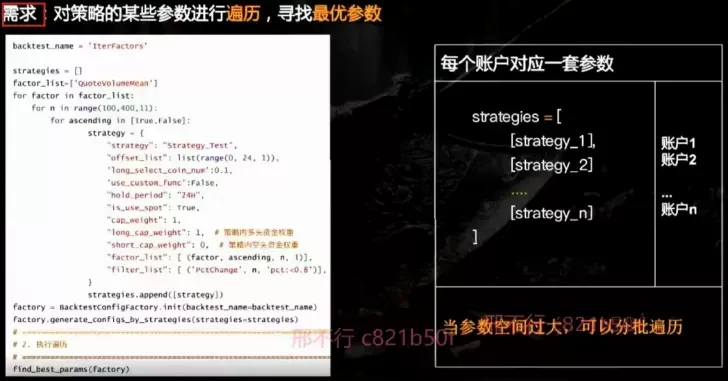 需求：对策略的某些参数进行遍历，寻找最优参数
backtest_name = 'IterFactors'
strategies = []
factor_list=['QuoteVolumeMean']
for factor in factor_list:
for n in range(100,400,11):
for ascending in [True,False]:
strategy = {
"strategy": "Strategy_Test",
"offset_list": list(range(0, 24, 1)),
'long_select_coin_num':0.1,
'use_custom_func':False,
"hold_period": "24H",
"is_use_spot": True,
"cap_weight": 1,
"long_cap_weight": 1, # 策略内多头资金权重
"short_cap_weight": 0, # 策略内空头资金权重
"factor_list": [ (factor, ascending, n, 1)],
"filter_list": [ ('PctChange', n, 'pct:<0.8')],
}
strategies.append([strategy])
factory = BacktestConfigFactory.init(backtest_name=backtest_name)
factory.generate_configs_by_strategies(strategies=strategies)
# 2. 执行遍历
find_best_params(factory)
每个账户对应一套参数
strategies = [
[strategy_1],
[strategy_2]
....
[strategy_n]
]
账户1
账户2
...
账户n
当参数空间过大，可以分批遍历
邢不行 c821b50f